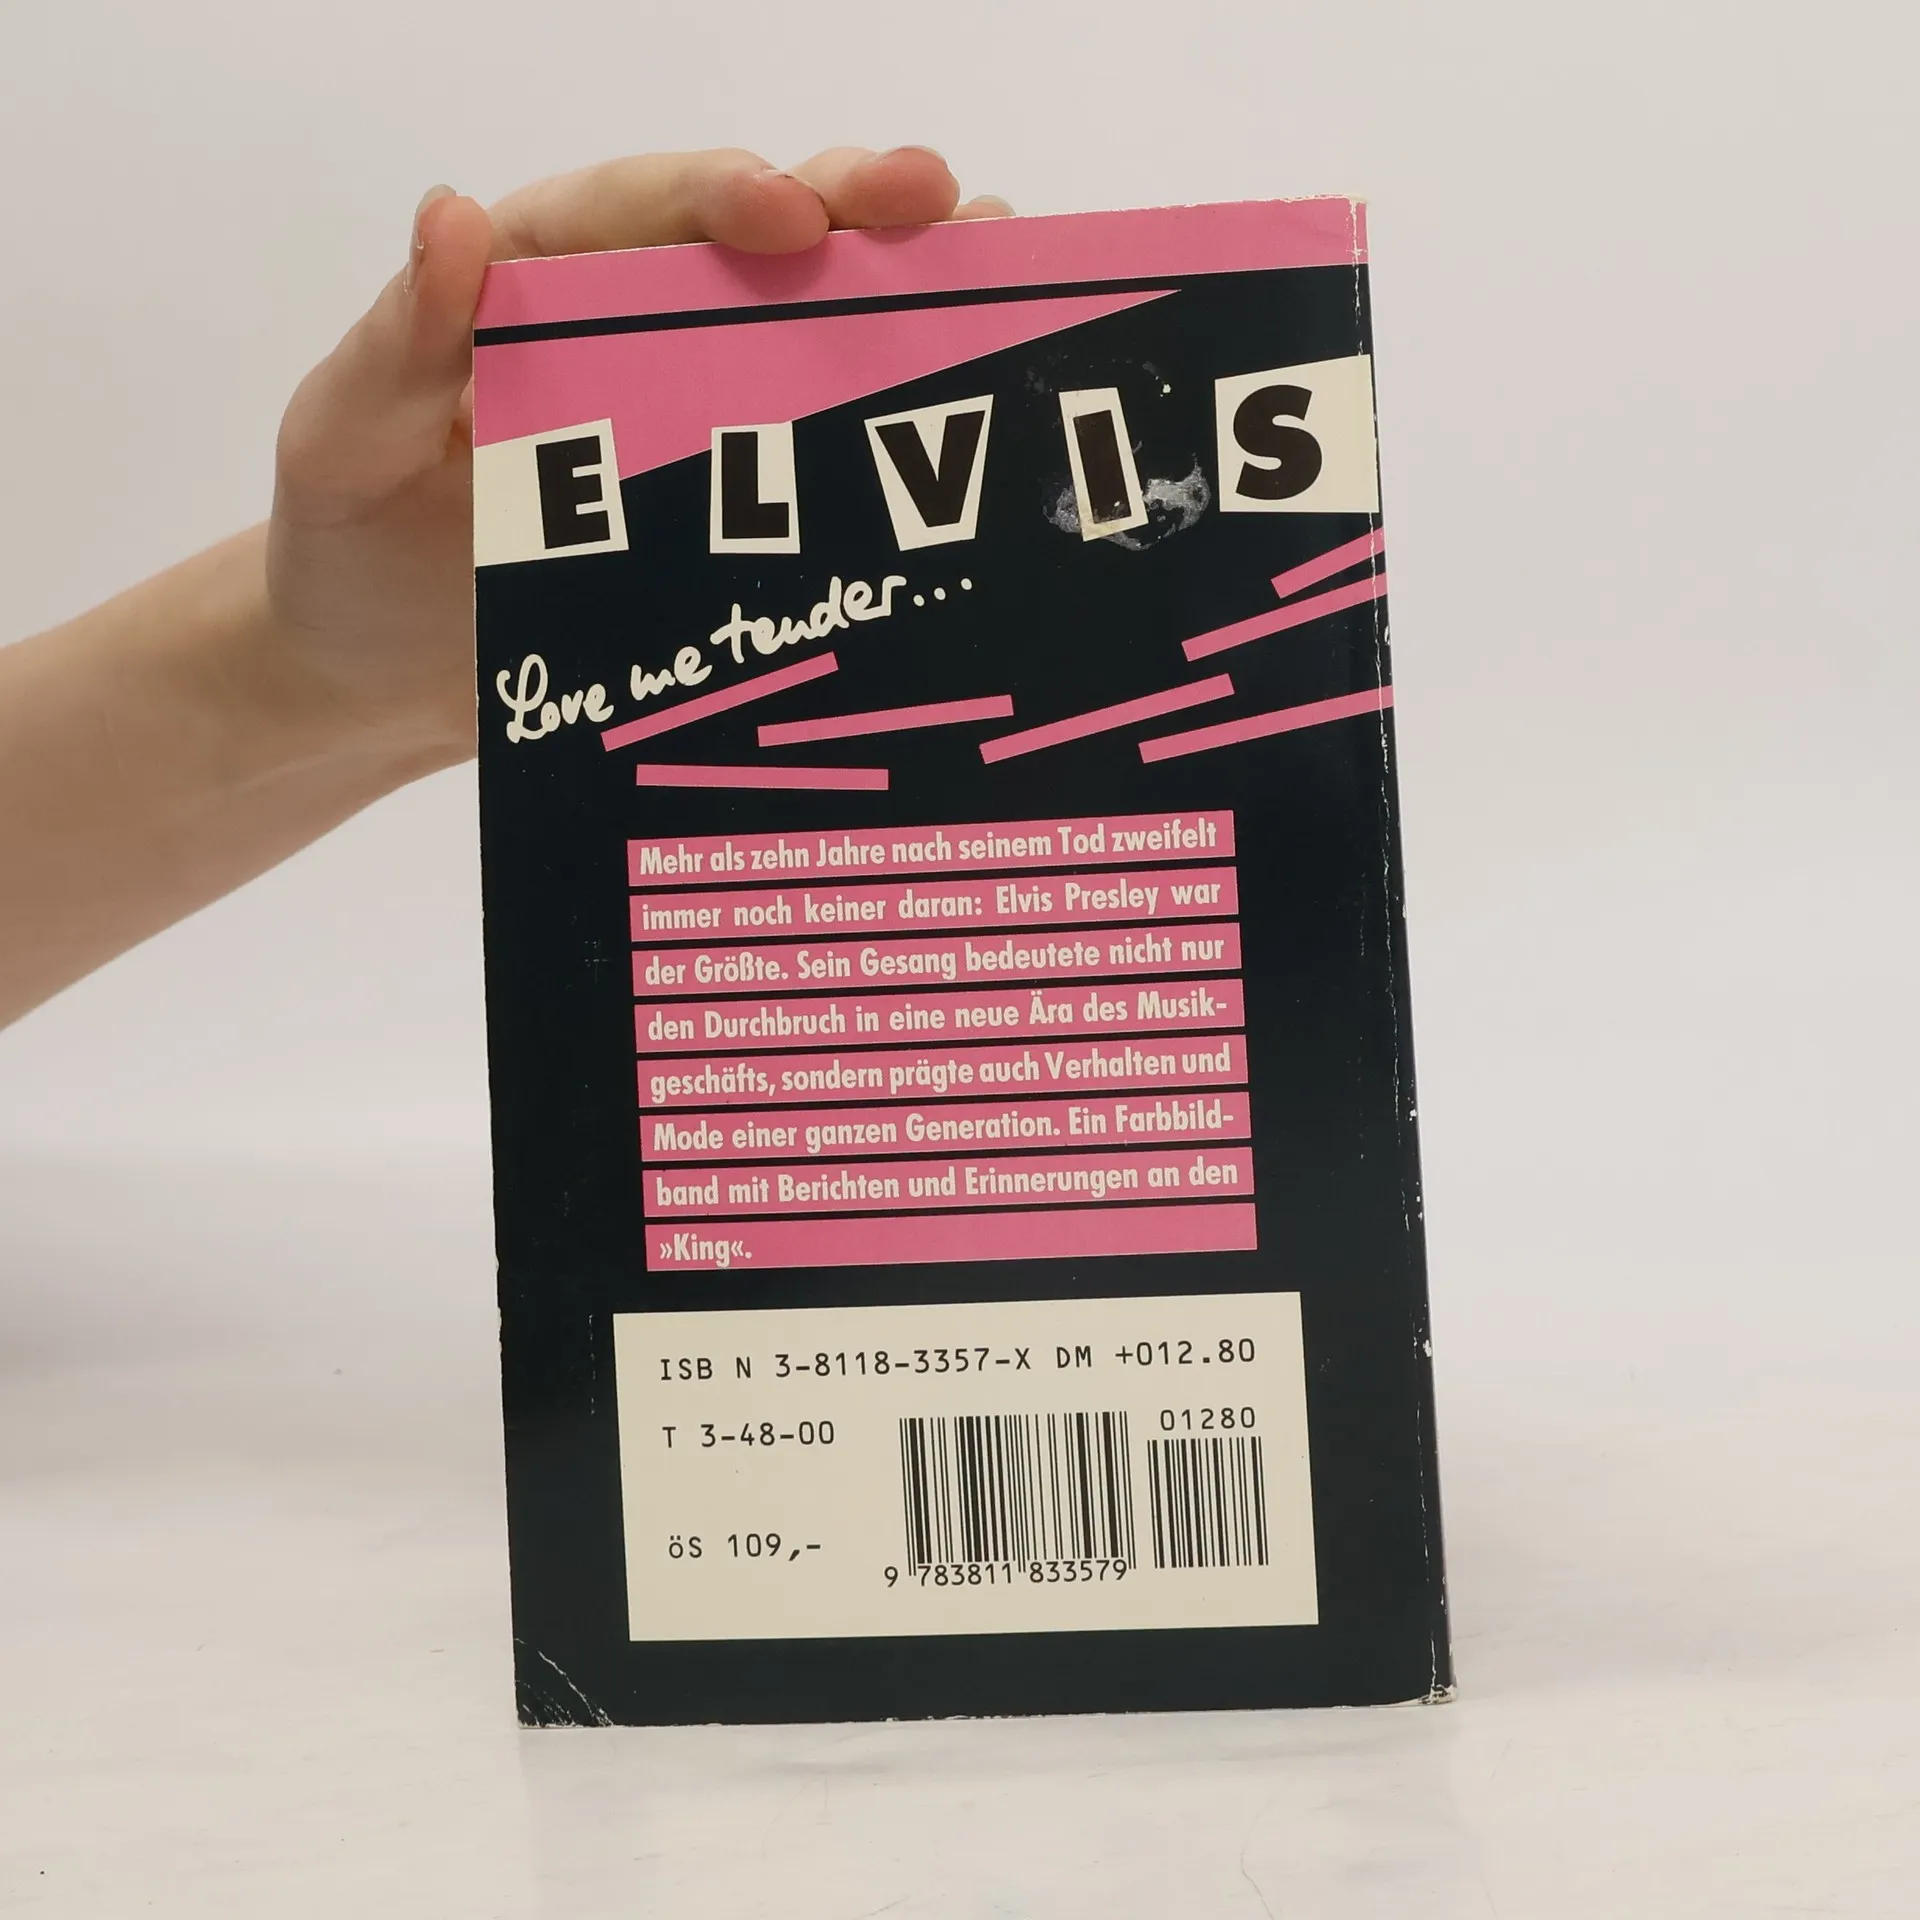 ELVIS
Love me tender...
Mehr als zehn Jahre nach seinem Tod zweifelt
immer noch keiner daran: Elvis Presley war
der Größte. Sein Gesang bedeutete nicht nur
den Durchbruch in eine neue Ära des Musik-
geschäfts, sondern prägte auch Verhalten und
Mode einer ganzen Generation. Ein Farbbild-
band mit Berichten und Erinnerungen an den
»King«.
ISB N 3-8118-3357-X DM +012.80
T 3-48-00
01280
öS 109,-
9 783811 833579